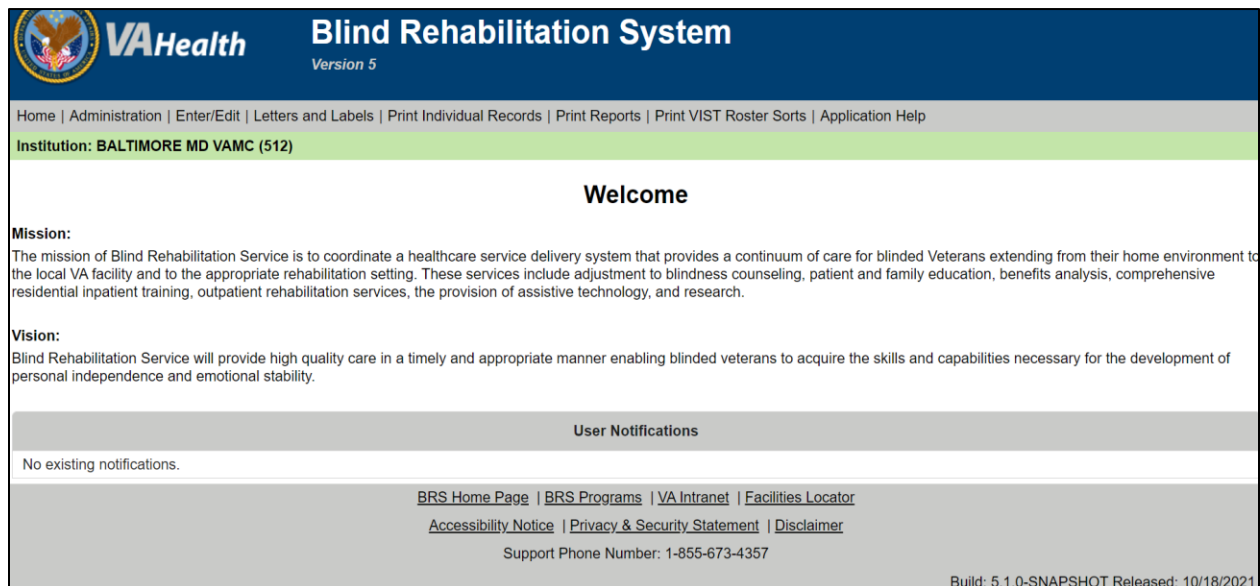 VA Health
Blind Rehabilitation System
Version 5
Home | Administration | Enter/Edit | Letters and Labels | Print Individual Records | Print Reports | Print VIST Roster Sorts | Application Help
Institution: BALTIMORE MD VAMC (512)
Welcome
Mission:
The mission of Blind Rehabilitation Service is to coordinate a healthcare service delivery system that provides a continuum of care for blinded Veterans extending from their home environment to
the local VA facility and to the appropriate rehabilitation setting. These services include adjustment to blindness counseling, patient and family education, benefits analysis, comprehensive
residential inpatient training, outpatient rehabilitation services, the provision of assistive technology, and research.
Vision:
Blind Rehabilitation Service will provide high quality care in a timely and appropriate manner enabling blinded veterans to acquire the skills and capabilities necessary for the development of
personal independence and emotional stability.
User Notifications
No existing notifications.
BRS Home Page | BRS Programs | VA Intranet | Facilities Locator
Accessibility Notice | Privacy & Security Statement | Disclaimer
Support Phone Number: 1-855-673-4357
Build: 5.1.0-SNAPSHOT Released: 10/18/2021